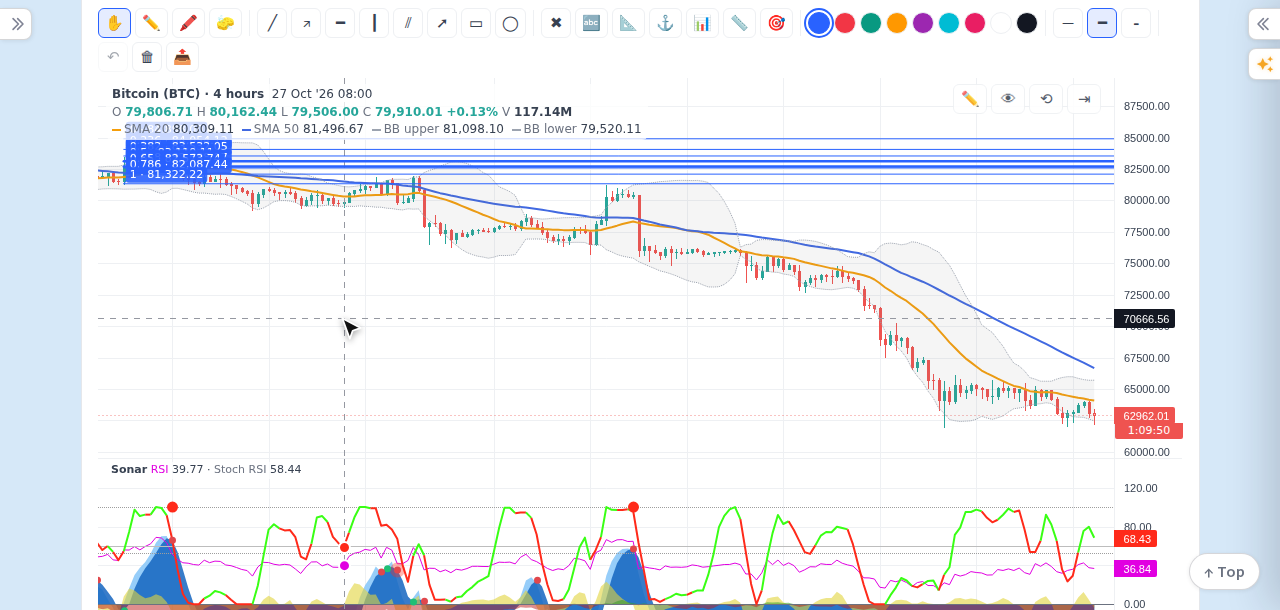 Bitcoin (BTC) · 4 hours 27 Oct '26 08:00
O 79,806.71 H 80,162.44 L 79,506.00 C 79,910.01 +0.13% V 117.14M
SMA 20 80,309.11 SMA 50 81,496.67 BB upper 81,098.10 BB lower 79,520.11
0.786 · 82,087.44
1 · 81,322.22
87500.00
85000.00
82500.00
80000.00
77500.00
75000.00
72500.00
70666.56
67500.00
65000.00
62962.01
1:09:50
60000.00
Sonar RSI 39.77 · Stoch RSI 58.44
120.00
80.00
68.43
36.84
0.00
↑ Top